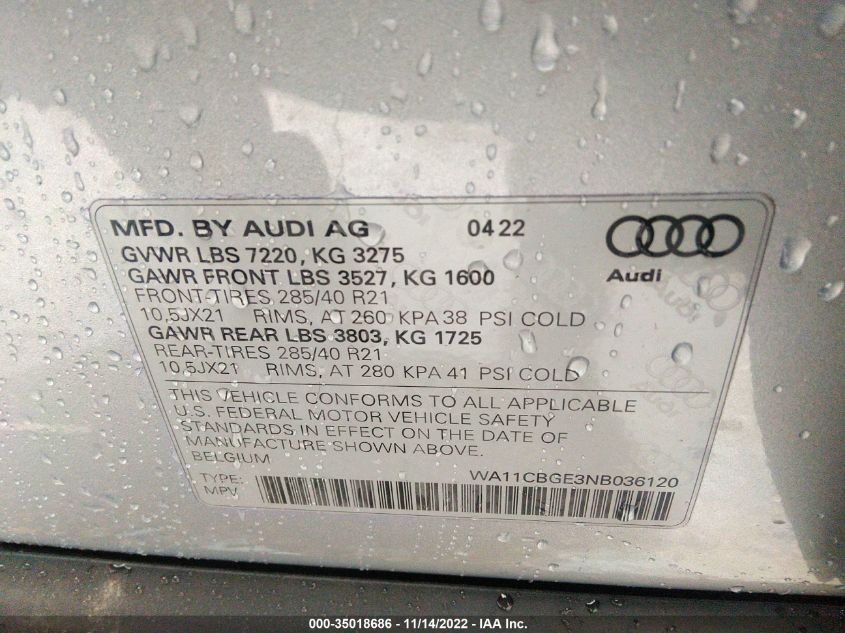 MFD. BY AUDI AG 0422
GVWR LBS 7220, KG 3275
GAWR FRONT LBS 3527, KG 1600
FRONT-TIRES 285/40 R21
10,5JX21 RIMS, AT 260 KPA 38 PSI COLD
GAWR REAR LBS 3803, KG 1725
REAR-TIRES 285/40 R21
10,5JX21 RIMS, AT 280 KPA 41 PSI COLD
Audi
THIS VEHICLE CONFORMS TO ALL APPLICABLE
U.S. FEDERAL MOTOR VEHICLE SAFETY
STANDARDS IN EFFECT ON THE DATE OF
MANUFACTURE SHOWN ABOVE.
BELGIUM
WA11CBGE3NB036120
TYPE:
MPV
000-35018686 - 11/14/2022 - WWW.IAAI.COM